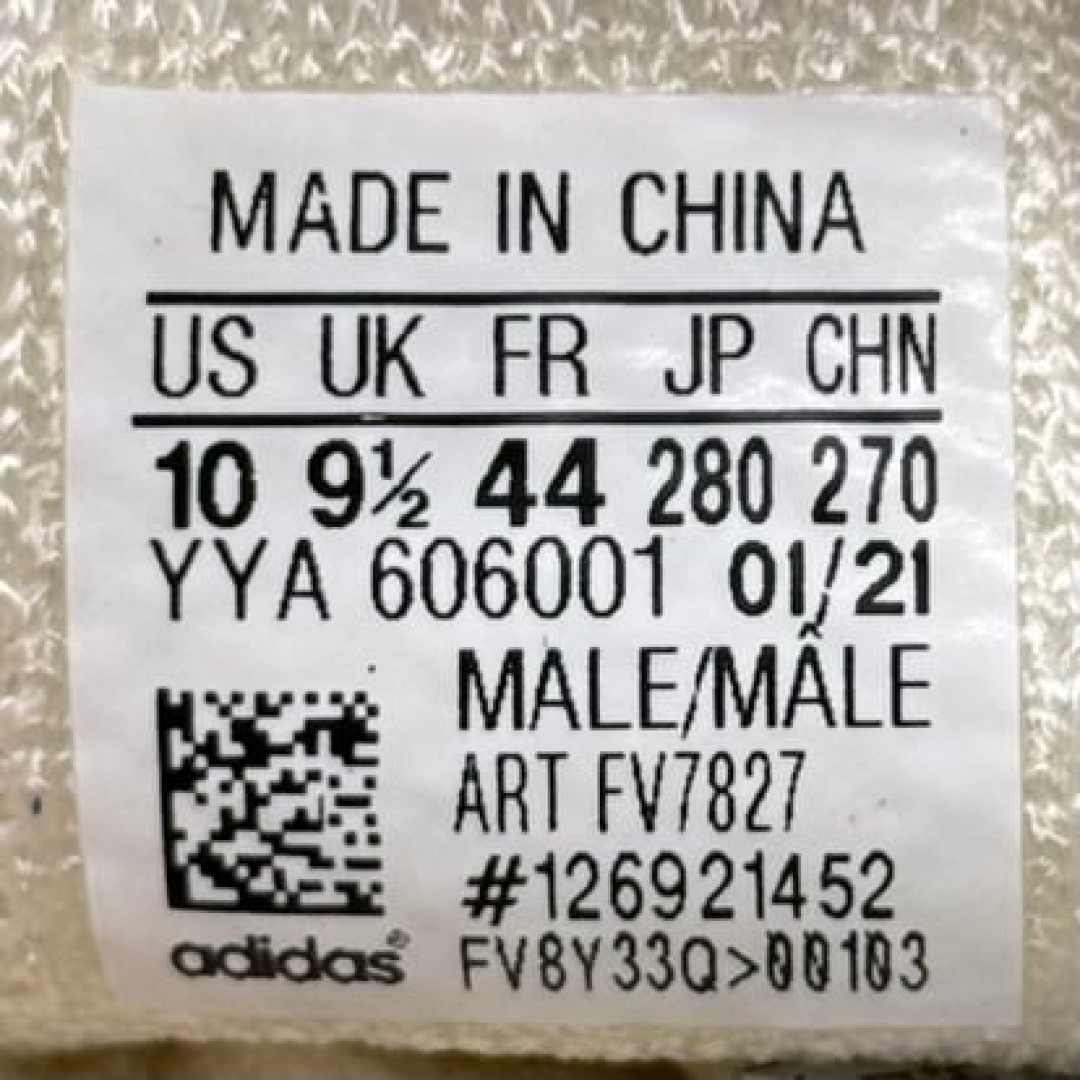 MADE IN CHINA
US UK FR JP CHN
10 9½ 44 280 270
YYA 606001 01/21
MALE/MÂLE
ART FV7827
#126921452
adidas® FV8Y33Q>00103